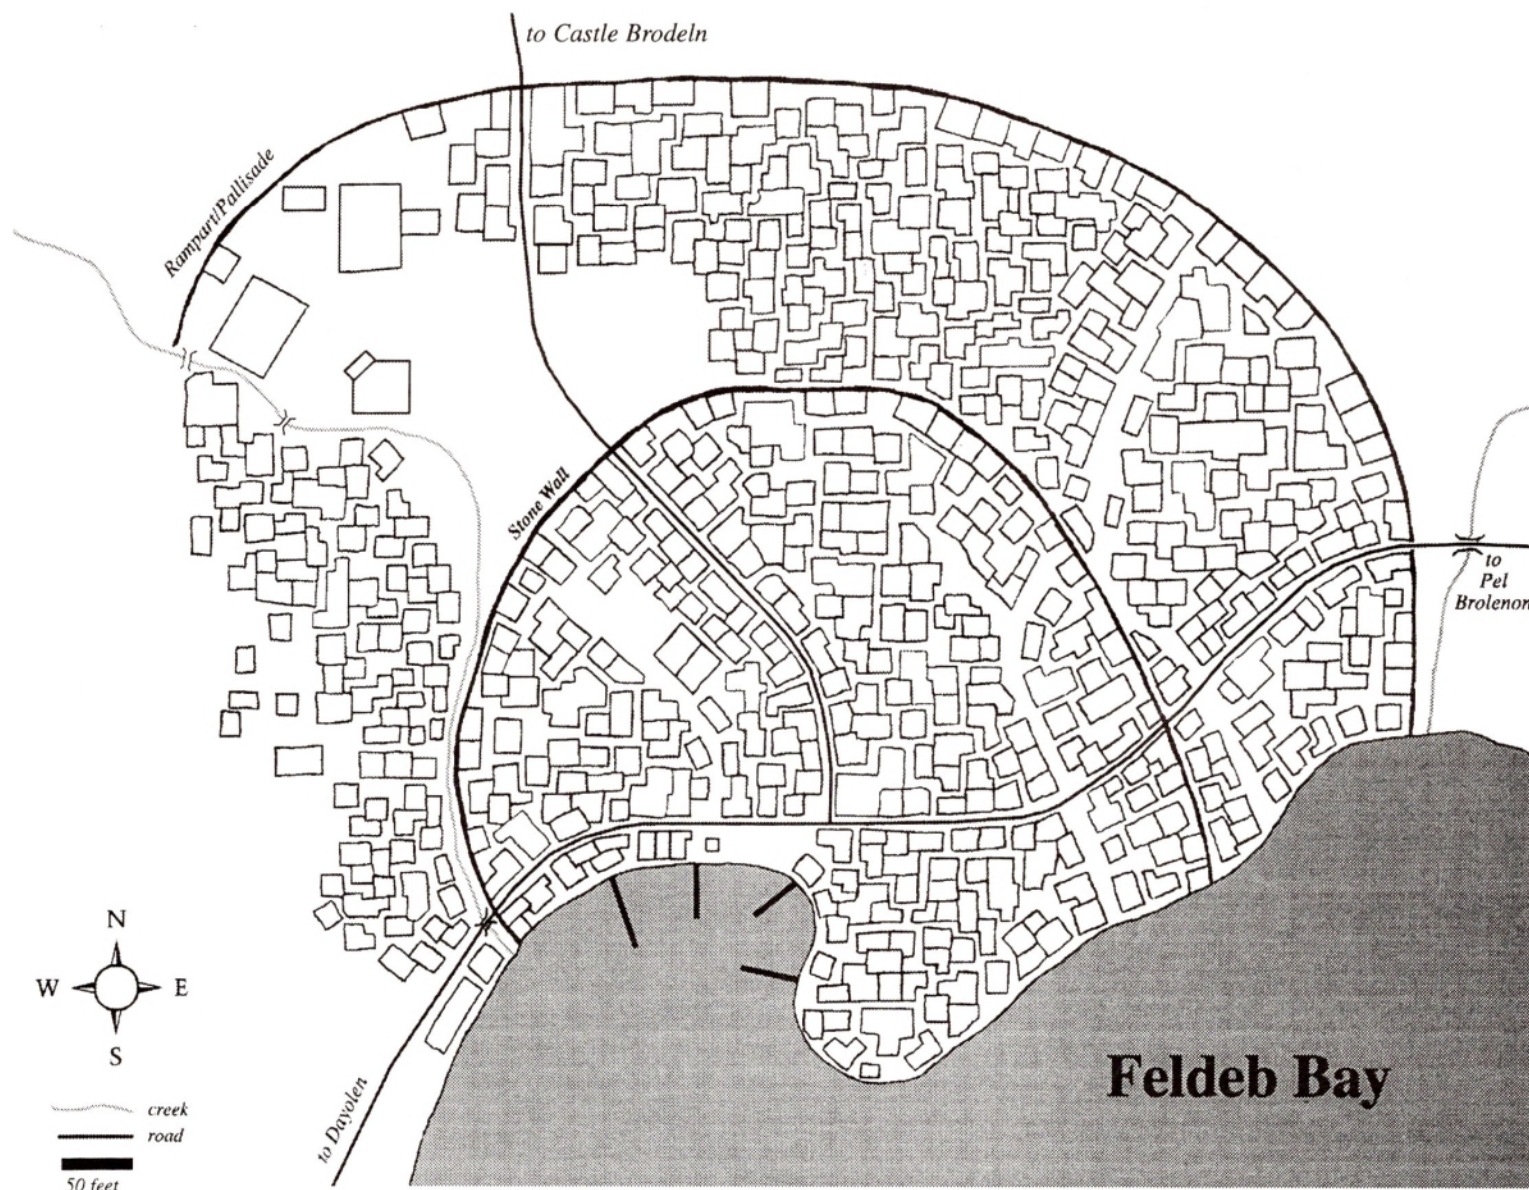 to Castle Brodeln
Rampart/Pallisade
Stone Wall
to
Pel
Brolenon
N
W E
S
Feldeb Bay
to Dayolen
creek
road
50 feet